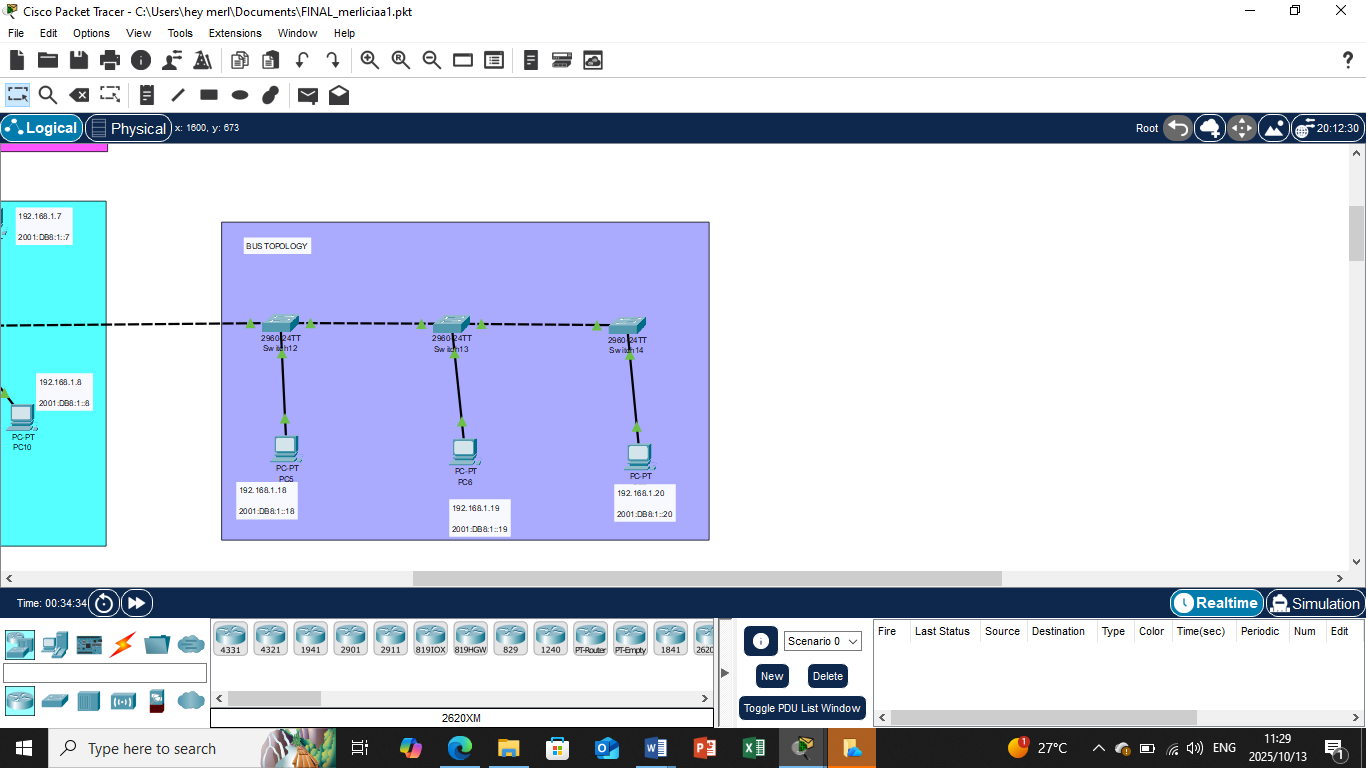 Cisco Packet Tracer - C:\Users\hey merl\Documents\FINAL_merliciaa1.pkt
File Edit Options View Tools Extensions Window Help
Logical Physical x: 1600, y: 673 Root 20:12:30
192.168.1.7
2001:DB8:1::7
BUS TOPOLOGY
2960-24TT
Switch12
2960-24TT
Switch13
2960-24TT
Switch14
192.168.1.8
2001:DB8:1::8
PC-PT
PC10
PC-PT
PC5
PC-PT
PC6
PC-PT
192.168.1.18
2001:DB8:1::18
192.168.1.19
2001:DB8:1::19
192.168.1.20
2001:DB8:1::20
Time: 00:34:34 Realtime Simulation
4331 4321 1941 2901 2911 819IOX 819HGW 829 1240 PT-Router PT-Empty 1841 2620
2620XM
Scenario 0
New Delete
Toggle PDU List Window
Fire Last Status Source Destination Type Color Time(sec) Periodic Num Edit
Type here to search
27°C ENG
11:29
2025/10/13
1
1